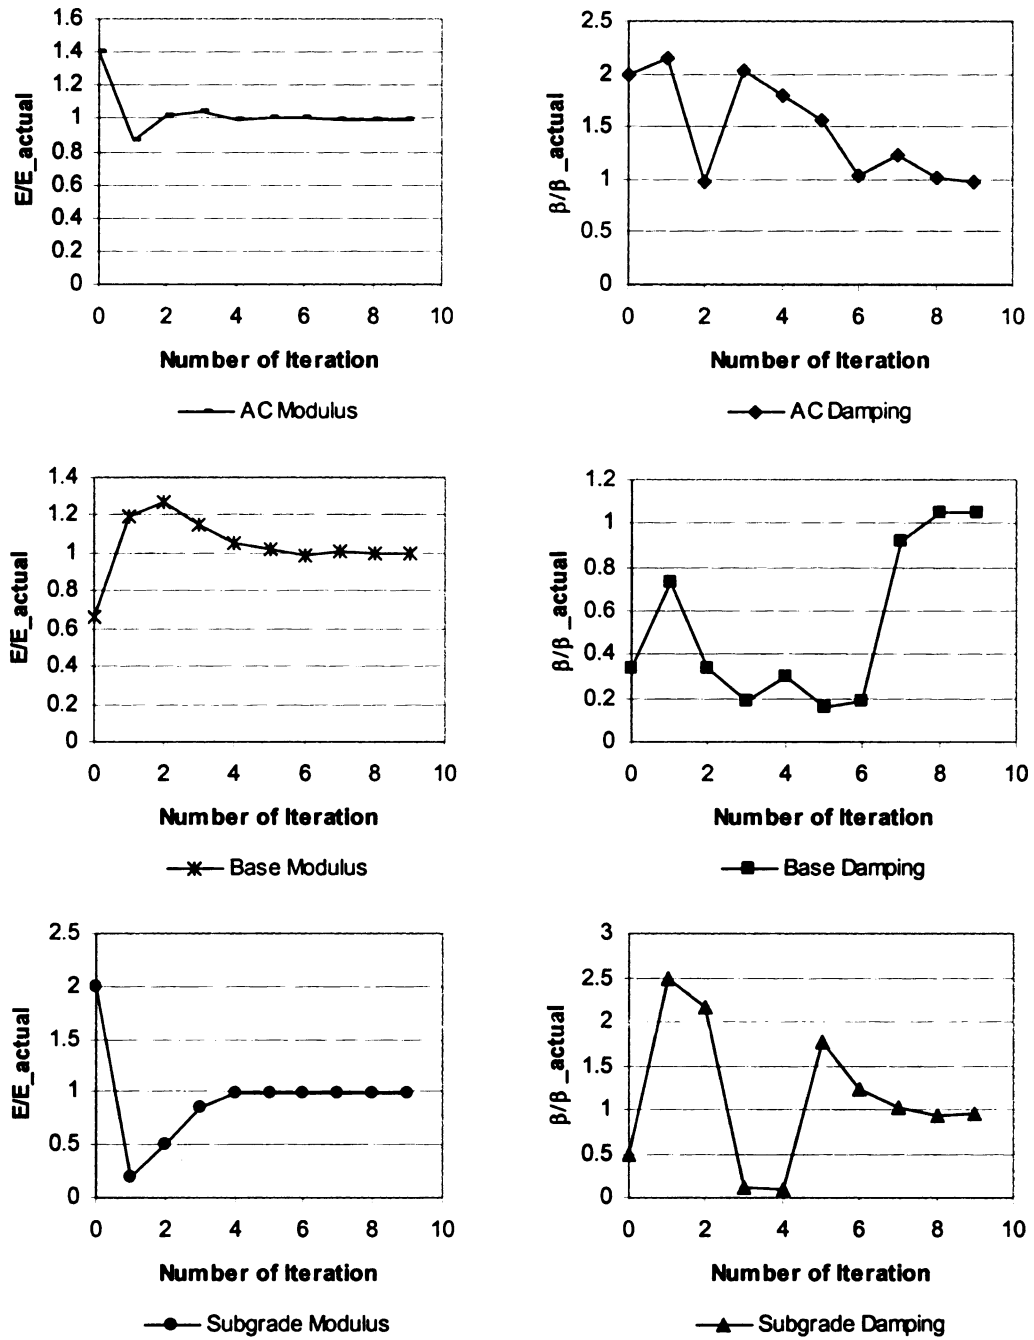 1.6
1.4
1.2
1
0.8
0.6
0.4
0.2
0
E/E_actual
0 2 4 6 8 10
Number of Iteration
AC Modulus
2.5
2
1.5
1
0.5
0
β/β _actual
0 2 4 6 8 10
Number of Iteration
AC Damping
1.4
1.2
1
0.8
0.6
0.4
0.2
0
E/E_actual
0 2 4 6 8 10
Number of Iteration
Base Modulus
1.2
1
0.8
0.6
0.4
0.2
0
β/β _actual
0 2 4 6 8 10
Number of Iteration
Base Damping
2.5
2
1.5
1
0.5
0
E/E_actual
0 2 4 6 8 10
Number of Iteration
Subgrade Modulus
3
2.5
2
1.5
1
0.5
0
β/β _actual
0 2 4 6 8 10
Number of Iteration
Subgrade Damping